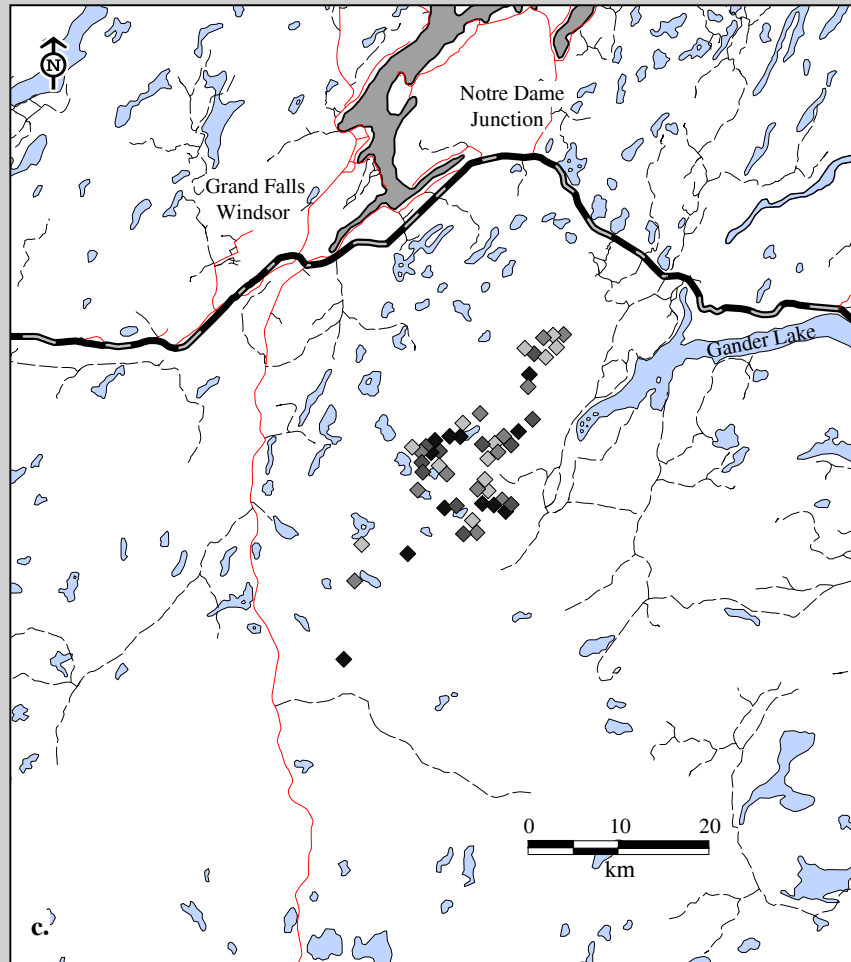 N
Notre Dame
Junction
Grand Falls
Windsor
Gander Lake
0 10 20
km
c.